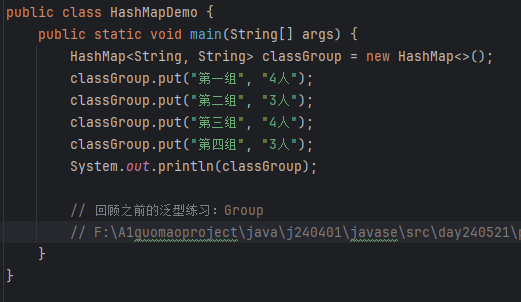 public class HashMapDemo {
public static void main(String[] args) {
HashMap<String, String> classGroup = new HashMap<>();
classGroup.put("第一组", "4人");
classGroup.put("第二组", "3人");
classGroup.put("第三组", "4人");
classGroup.put("第四组", "3人");
System.out.println(classGroup);
// 回顾之前的泛型练习：Group
// F:\A1guomaoproject\java\j240401\javase\src\day240521\
}
}